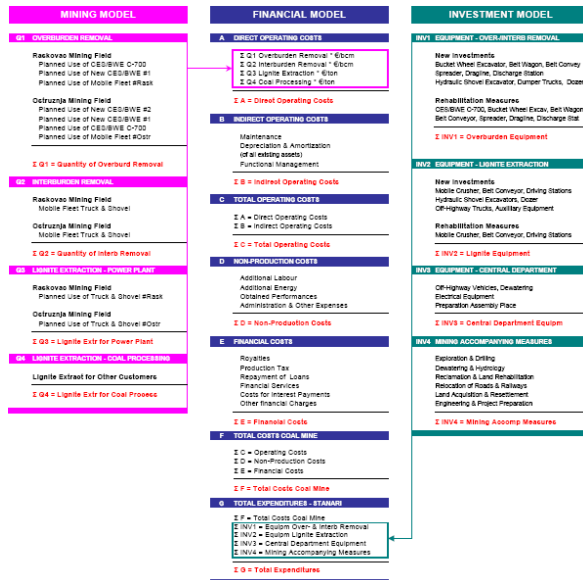 MINING MODEL
Q1 OVERBURDEN REMOVAL
Raskovas Mining Field
Planned Use of CES/BWE C-700
Planned Use of New CES/BWE #1
Planned Use of Mobile Fleet #Rask
Ostruznja Mining Field
Planned Use of New CES/BWE #2
Planned Use of New CES/BWE #1
Planned Use of CES/BWE C-700
Planned Use of Mobile Fleet #Ostr
Σ Q1 = Quantity of Overburd Removal
Q2 INTERBURDEN REMOVAL
Raskovas Mining Field
Mobile Fleet Truck & Shovel
Ostruznja Mining Field
Mobile Fleet Truck & Shovel
Σ Q2 = Quantity of Interb Removal
Q3 LIGNITE EXTRACTION - POWER PLANT
Raskovas Mining Field
Planned Use of Truck & Shovel #Rask
Ostruznja Mining Field
Planned Use of Truck & Shovel #Ostr
Σ Q3 = Lignite Extr for Power Plant
Q4 LIGNITE EXTRACTION - COAL PROCESSING
Lignite Extraot for Other Customers
Σ Q4 = Lignite Extr for Coal Process
FINANCIAL MODEL
A DIRECT OPERATING COSTS
Σ Q1 Overburden Removal * €/bcm
Σ Q2 Interburden Removal * €/bcm
Σ Q3 Lignite Extraction * €/ton
Σ Q4 Coal Processing * €/ton
Σ A = Direct Operating Costs
B INDIRECT OPERATING COSTS
Maintenance
Depreciation & Amortization
(of all existing assets)
Functional Management
Σ B = Indirect Operating Costs
C TOTAL OPERATING COSTS
Σ A = Direct Operating Costs
Σ B = Indirect Operating Costs
Σ C = Total Operating Costs
D NON-PRODUCTION COSTS
Additional Labour
Additional Energy
Obtained Performances
Administration & Other Expenses
Σ D = Non-Production Costs
E FINANCIAL COSTS
Royalties
Production Tax
Repayment of Loans
Financial Services
Costs for Interest Payments
Other financial Charges
Σ E = Financial Costs
F TOTAL COSTS COAL MINE
Σ C = Operating Costs
Σ D = Non-Production Costs
Σ E = Financial Costs
Σ F = Total Costs Coal Mine
G TOTAL EXPENDITURES - STANARI
Σ F = Total Costs Coal Mine
Σ INV1 = Equipm Over- & Interb Removal
Σ INV2 = Equipm Lignite Extraction
Σ INV3 = Central Department Equipment
Σ INV4 = Mining Accompanying Measures
Σ G = Total Expenditures
INVESTMENT MODEL
INV1 EQUIPMENT - OVER-/INTERB REMOVAL
New Investments
Bucket Wheel Excavator, Belt Wagon, Belt Convey
Spreader, Dragline, Discharge Station
Hydraulic Shovel Excavator, Dumper Trucks, Dozer
Rehabilitation Measures
CES/BWE C-700, Bucket Wheel Excav, Belt Wagon
Belt Conveyor, Spreader, Dragline, Discharge Stat
Σ INV1 = Overburden Equipment
INV2 EQUIPMENT - LIGNITE EXTRACTION
New Investments
Mobile Crusher, Belt Conveyor, Driving Stations
Hydraulic Shovel Excavators, Dozer
Off-Highway Trucks, Auxiliary Equipment
Rehabilitation Measures
Mobile Crusher, Belt Conveyor, Driving Stations
Σ INV2 = Lignite Equipment
INV3 EQUIPMENT - CENTRAL DEPARTMENT
Off-Highway Vehicles, Dewatering
Electrical Equipment
Preparation Assembly Place
Σ INV3 = Central Department Equipm
INV4 MINING ACCOMPANYING MEASURES
Exploration & Drilling
Dewatering & Hydrology
Reclamation & Land Rehabilitation
Relocation of Roads & Railways
Land Acquisition & Resettlement
Engineering & Project Preparation
Σ INV4 = Mining Accomp Measures